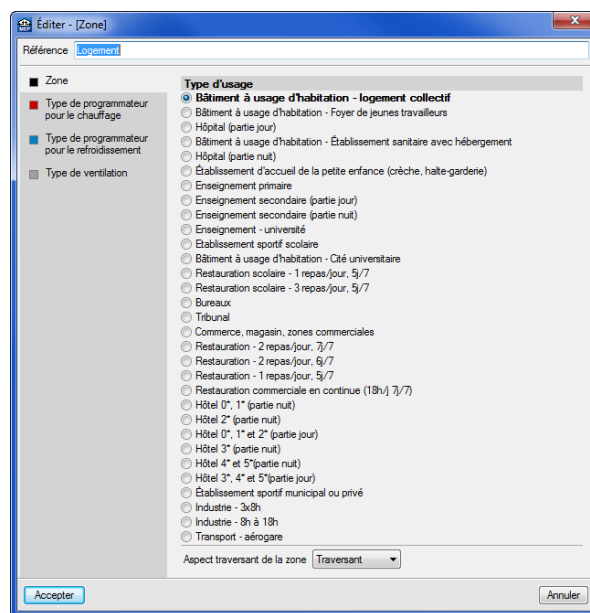 Éditer - [Zone]
Référence Logement
Zone
Type de programmateur
pour le chauffage
Type de programmateur
pour le refroidissement
Type de ventilation
Type d'usage
Bâtiment à usage d'habitation - logement collectif
Bâtiment à usage d'habitation - Foyer de jeunes travailleurs
Hôpital (partie jour)
Bâtiment à usage d'habitation - Établissement sanitaire avec hébergement
Hôpital (partie nuit)
Établissement d'accueil de la petite enfance (crèche, halte-garderie)
Enseignement primaire
Enseignement secondaire (partie jour)
Enseignement secondaire (partie nuit)
Enseignement - université
Etablissement sportif scolaire
Bâtiment à usage d'habitation - Cité universitaire
Restauration scolaire - 1 repas/jour, 5j/7
Restauration scolaire - 3 repas/jour, 5j/7
Bureaux
Tribunal
Commerce, magasin, zones commerciales
Restauration - 2 repas/jour, 7j/7
Restauration - 2 repas/jour, 6j/7
Restauration - 1 repas/jour, 5j/7
Restauration commerciale en continue (18h/j 7j/7)
Hôtel 0*, 1* (partie nuit)
Hôtel 2* (partie nuit)
Hôtel 0*, 1* et 2* (partie jour)
Hôtel 3* (partie nuit)
Hôtel 4* et 5*(partie nuit)
Hôtel 3*, 4* et 5*(partie jour)
Établissement sportif municipal ou privé
Industrie - 3x8h
Industrie - 8h à 18h
Transport - aérogare
Aspect traversant de la zone Traversant
Accepter
Annuler